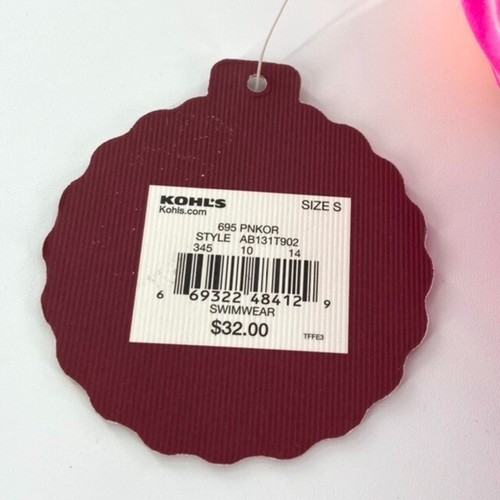 KOHL'S SIZE S
Kohls.com
695 PNKOR
STYLE AB131T902
345 10 14
6 69322 48412 9
SWIMWEAR
$32.00
TFFE3